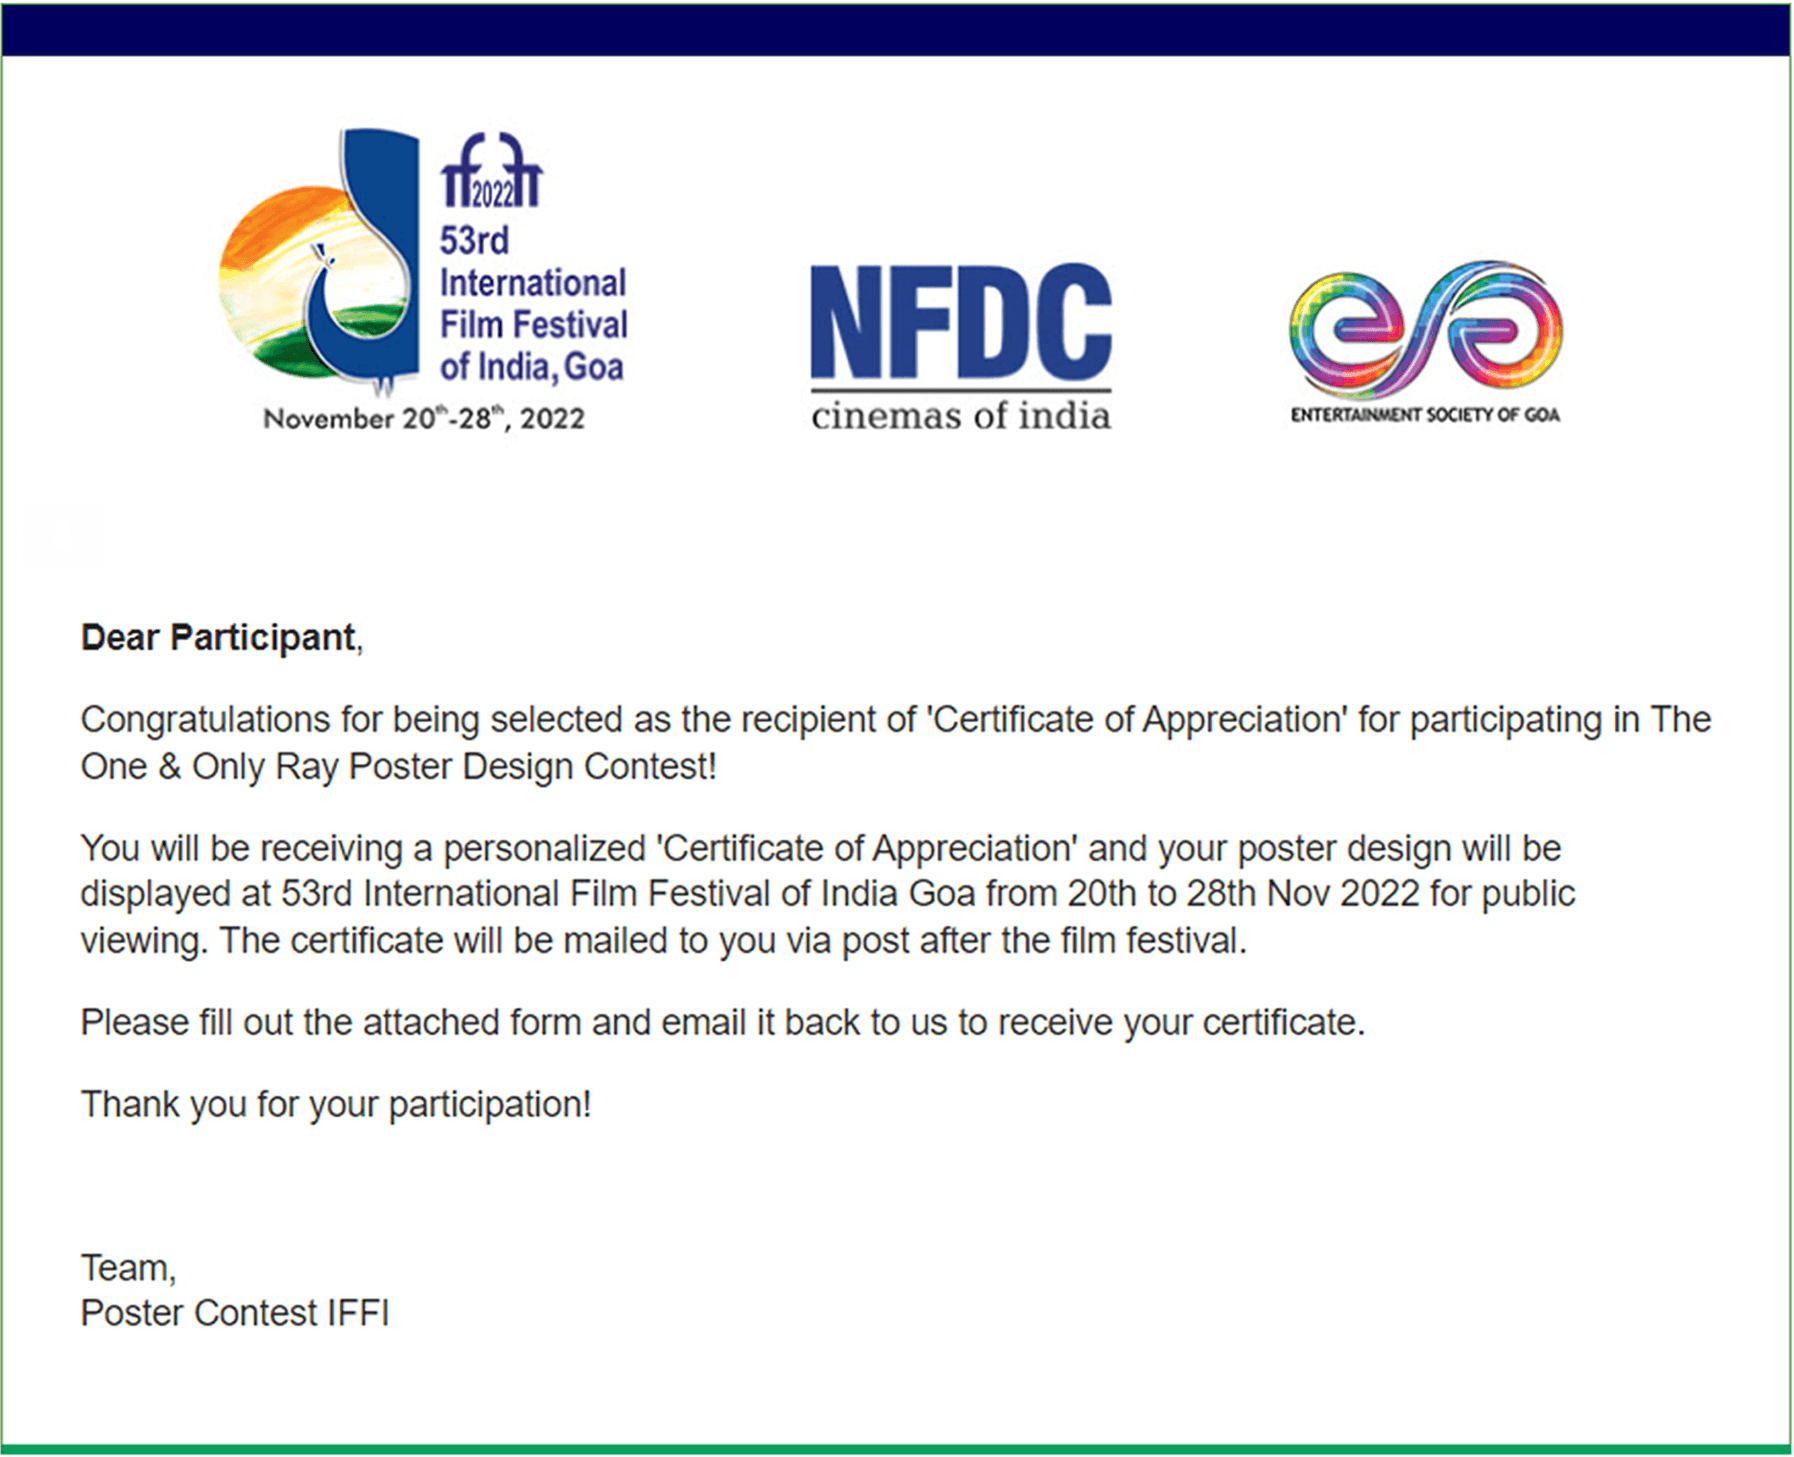 2022
53rd
International
Film Festival
of India, Goa
November 20th-28th, 2022
NFDC
cinemas of india
esg
ENTERTAINMENT SOCIETY OF GOA
Dear Participant,
Congratulations for being selected as the recipient of 'Certificate of Appreciation' for participating in The
One & Only Ray Poster Design Contest!
You will be receiving a personalized 'Certificate of Appreciation' and your poster design will be
displayed at 53rd International Film Festival of India Goa from 20th to 28th Nov 2022 for public
viewing. The certificate will be mailed to you via post after the film festival.
Please fill out the attached form and email it back to us to receive your certificate.
Thank you for your participation!
Team,
Poster Contest IFFI